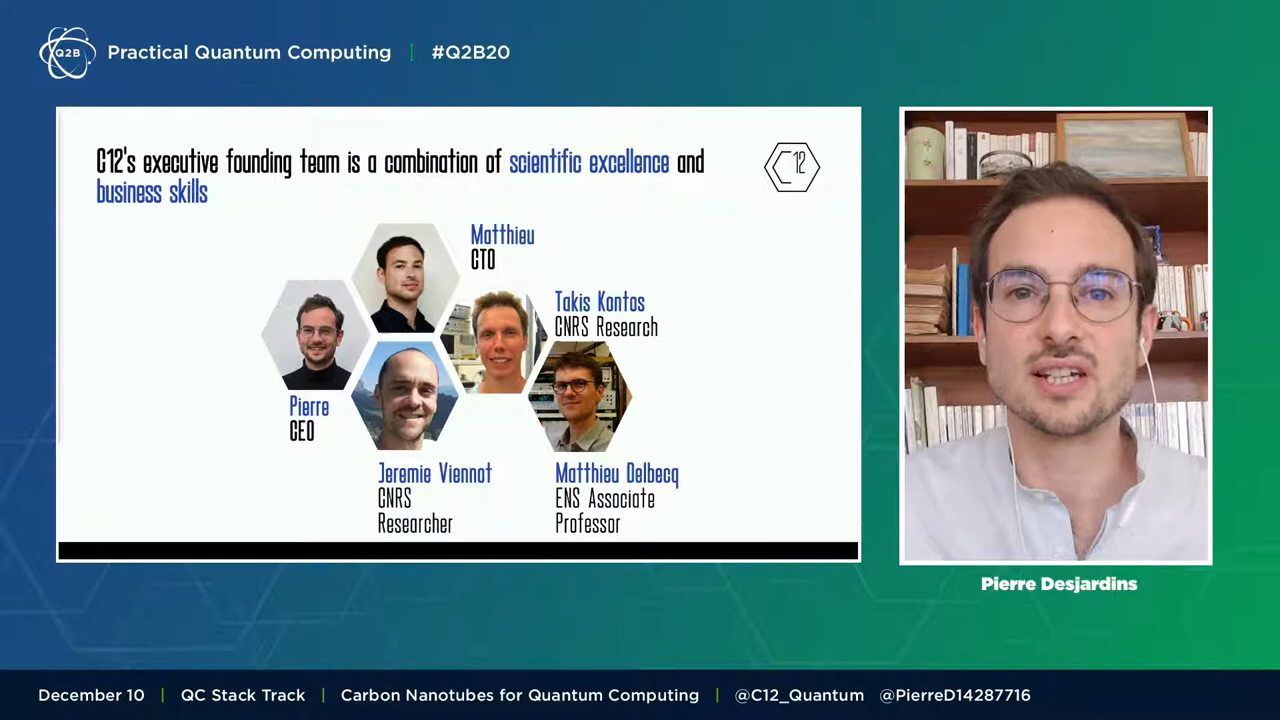 Q2B
Practical Quantum Computing | #Q2B20
C12's executive founding team is a combination of scientific excellence and
business skills
C12
Matthieu
CTO
Takis Kontos
CNRS Research
Pierre
CEO
Jeremie Viennot
CNRS
Researcher
Matthieu Delbecq
ENS Associate
Professor
Pierre Desjardins
December 10 | QC Stack Track | Carbon Nanotubes for Quantum Computing | @C12_Quantum @PierreD14287716